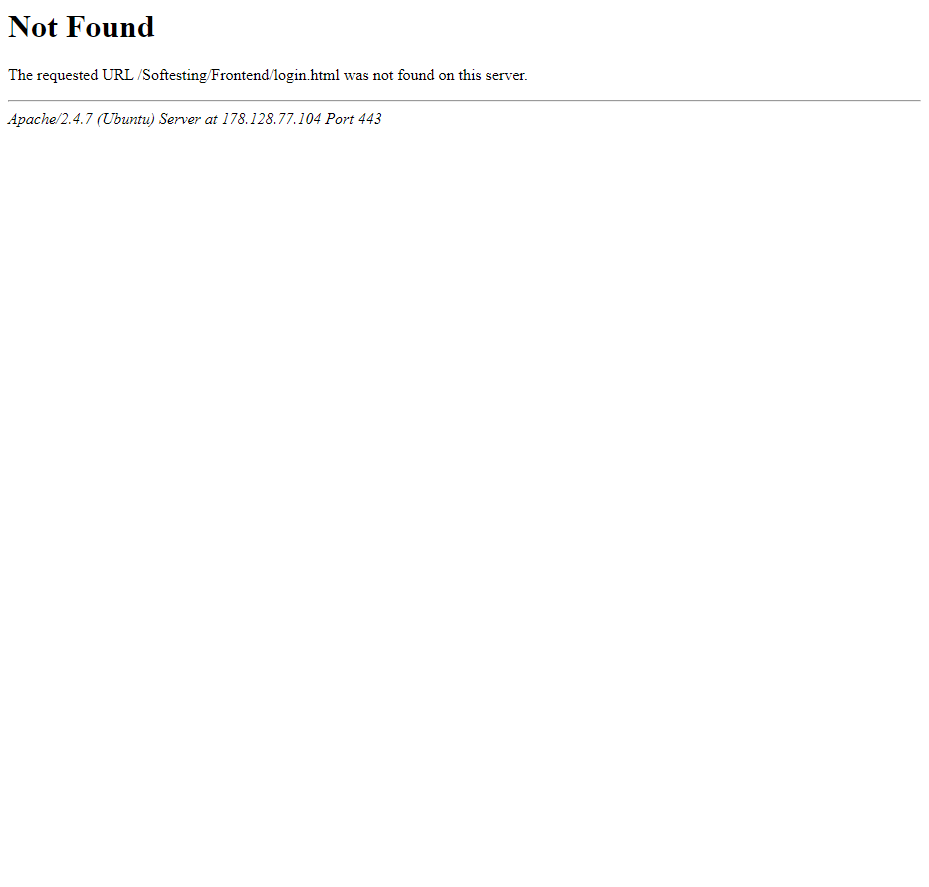 Not Found
The requested URL /Softesting/Frontend/login.html was not found on this server.
Apache/2.4.7 (Ubuntu) Server at 178.128.77.104 Port 443